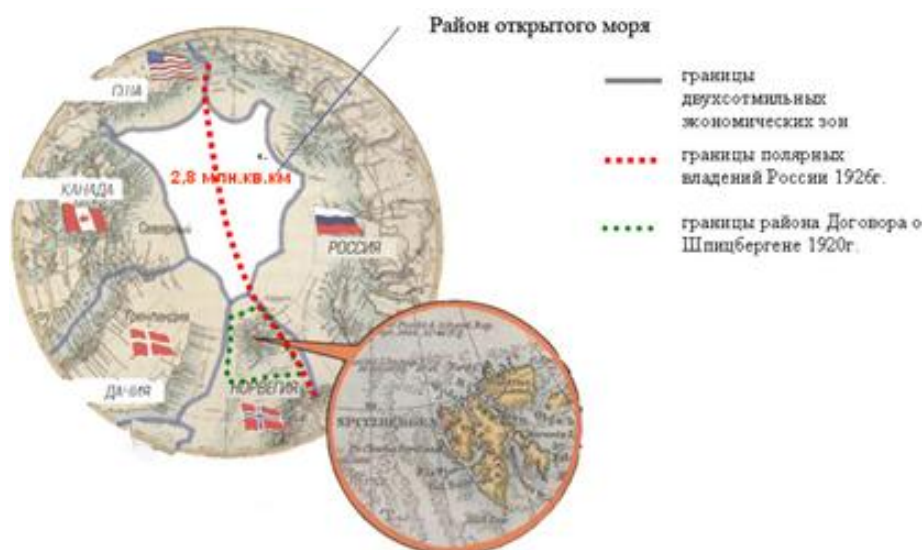 Район открытого моря
границы
двухсотмильных
экономических зон
границы полярных
владений России 1926г.
границы района Договора о
Шпицбергене 1920г.
США
2,8 млн.кв.км
КАНАДА
Северный
РОССИЯ
Гренландия
ДАНИЯ
НОРВЕГИЯ